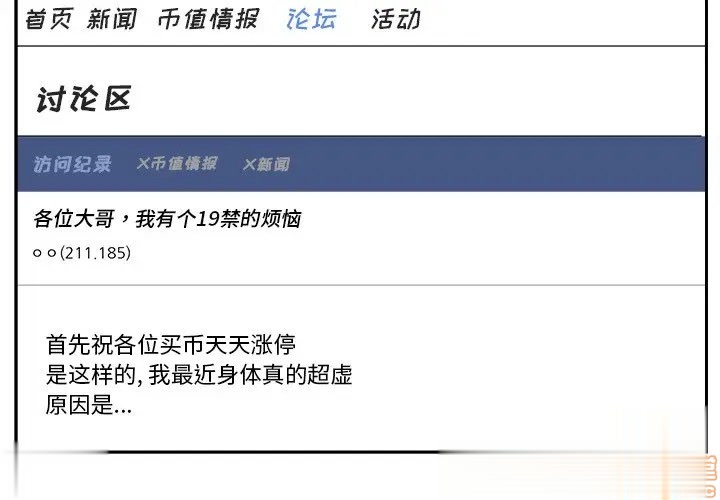 首页 新闻 币值情报 论坛 活动
讨论区
访问纪录 X币值情报 X新闻
各位大哥，我有个19禁的烦恼
ㅇㅇ(211.185)
首先祝各位买币天天涨停
是这样的, 我最近身体真的超虚
原因是...